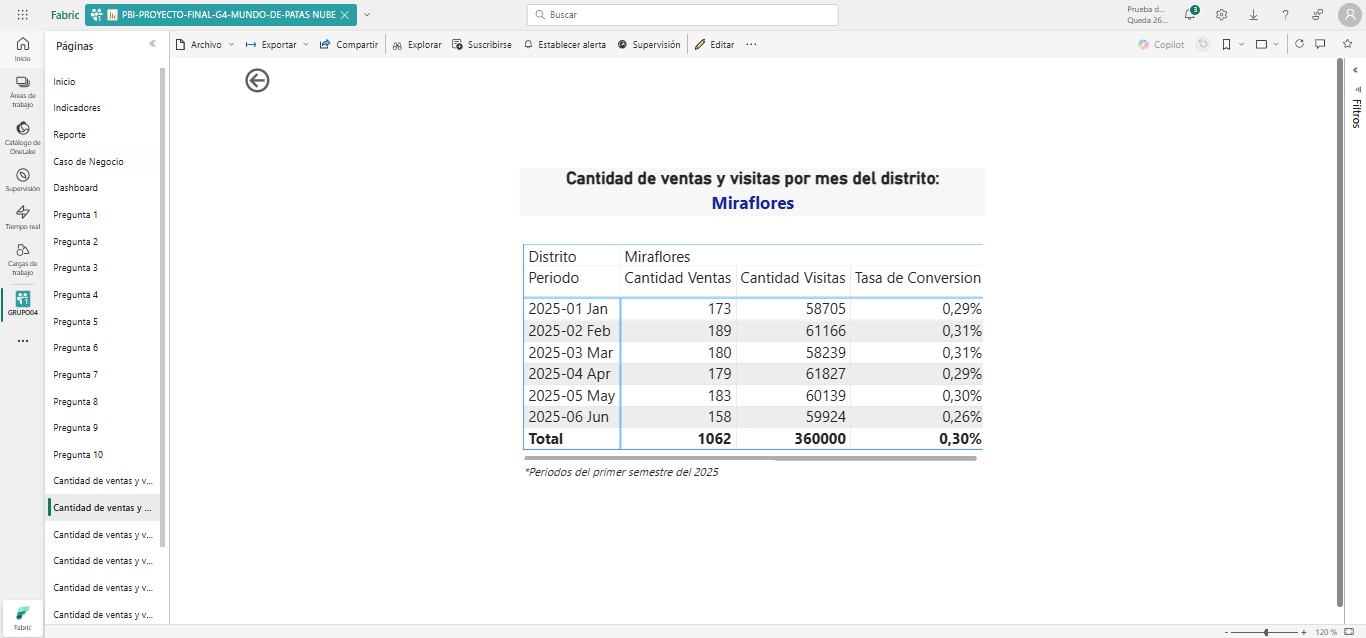 Fabric
PBI-PROYECTO-FINAL-G4-MUNDO-DE-PATAS NUBE
Buscar
Prueba d...
Queda 26...
3
Inicio
Áreas de trabajo
Catálogo de OneLake
Supervisión
Tiempo real
Cargas de trabajo
GRUPO04
Fabric
Páginas
Inicio
Indicadores
Reporte
Caso de Negocio
Dashboard
Pregunta 1
Pregunta 2
Pregunta 3
Pregunta 4
Pregunta 5
Pregunta 6
Pregunta 7
Pregunta 8
Pregunta 9
Pregunta 10
Cantidad de ventas y v...
Cantidad de ventas y ...
Cantidad de ventas y v...
Cantidad de ventas y v...
Cantidad de ventas y v...
Cantidad de ventas y v...
Archivo Exportar Compartir Explorar Suscribirse Establecer alerta Supervisión Editar ... Copilot
Filtros
Cantidad de ventas y visitas por mes del distrito:
Miraflores
Distrito Miraflores
Periodo Cantidad Ventas Cantidad Visitas Tasa de Conversion
2025-01 Jan 173 58705 0,29%
2025-02 Feb 189 61166 0,31%
2025-03 Mar 180 58239 0,31%
2025-04 Apr 179 61827 0,29%
2025-05 May 183 60139 0,30%
2025-06 Jun 158 59924 0,26%
Total 1062 360000 0,30%
*Periodos del primer semestre del 2025
- + 120 %